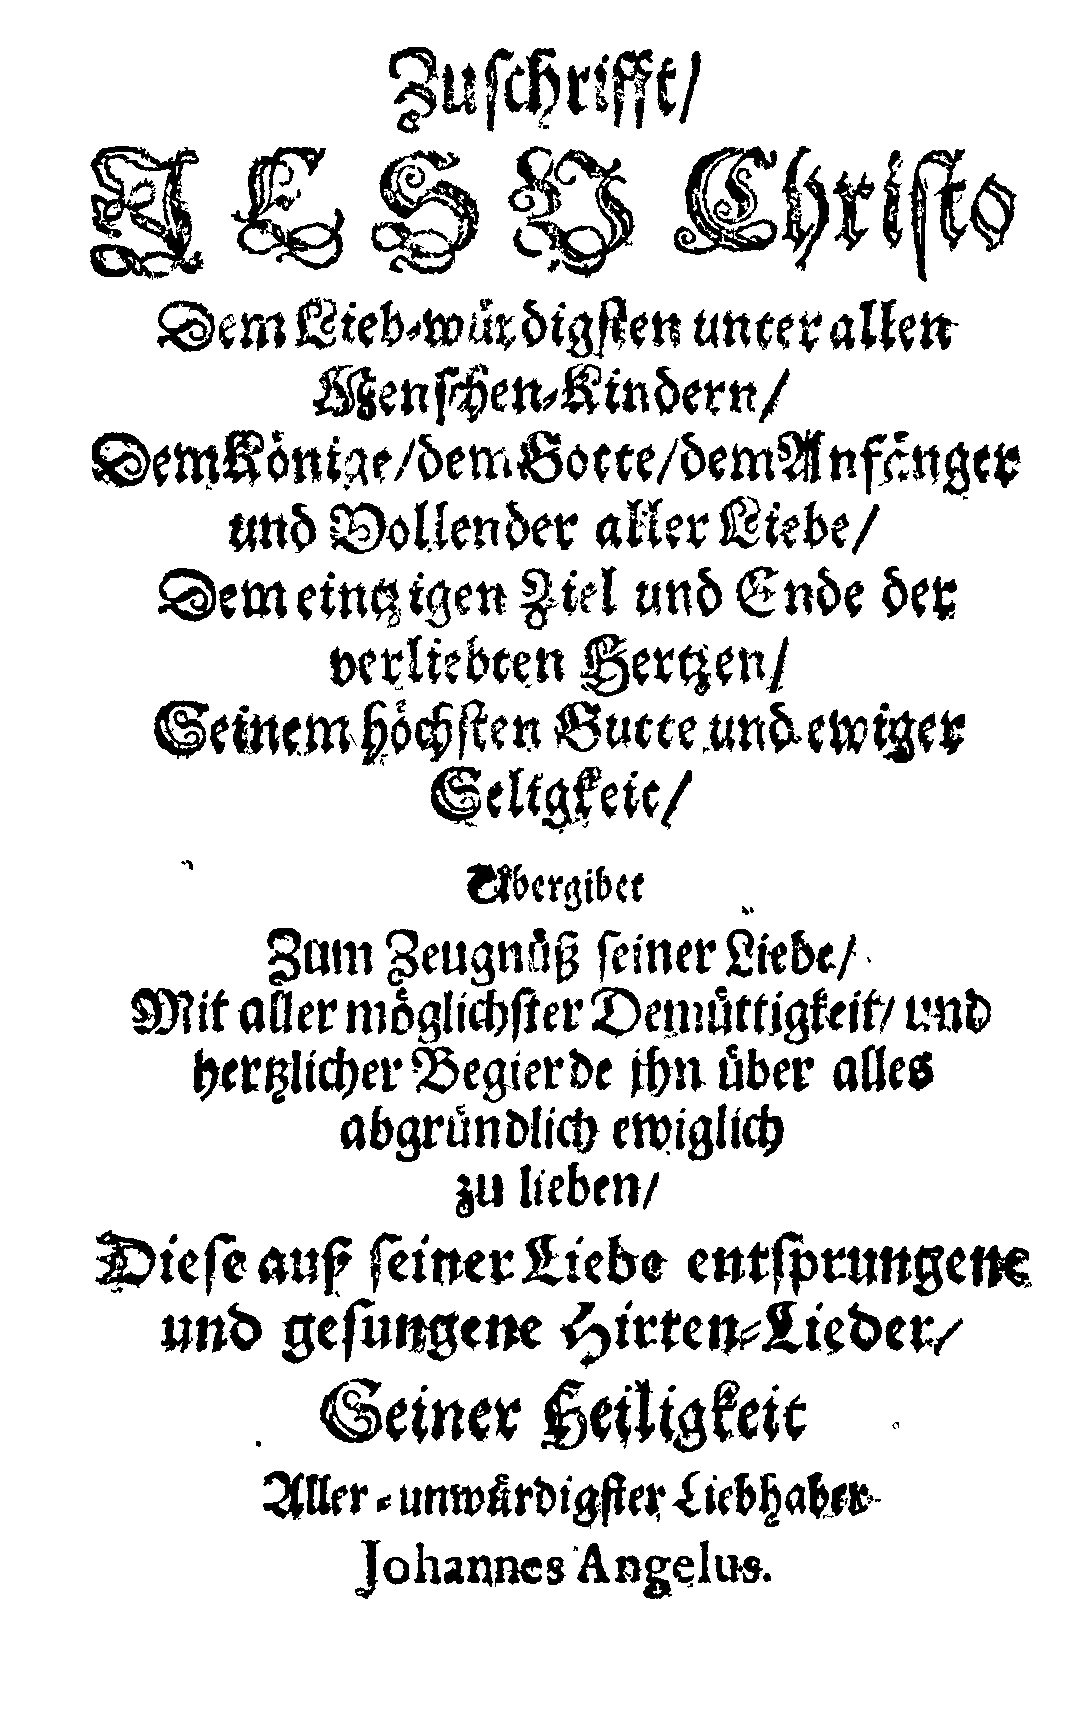 Zuschrifft/
JESU Christo
Dem Lieb-würdigsten unter allen
Menschen-Kindern/
Dem Könige/dem Gotte/dem Anfänger
und Vollender aller Liebe/
Dem eintzigen Ziel und Ende der
verliebten Hertzen/
Seinem höchsten Gutte und ewiger
Seligkeit/
Ubergibet
Zum Zeugnüß seiner Liebe/
Mit aller möglichster Demüttigkeit/ und
hertzlicher Begierde jhn über alles
abgründlich ewiglich
zu lieben/
Diese auß seiner Liebe entsprungene
und gesungene Hirten-Lieder/
Seiner Heiligkeit
Aller-unwürdigster Liebhaber
Johannes Angelus.